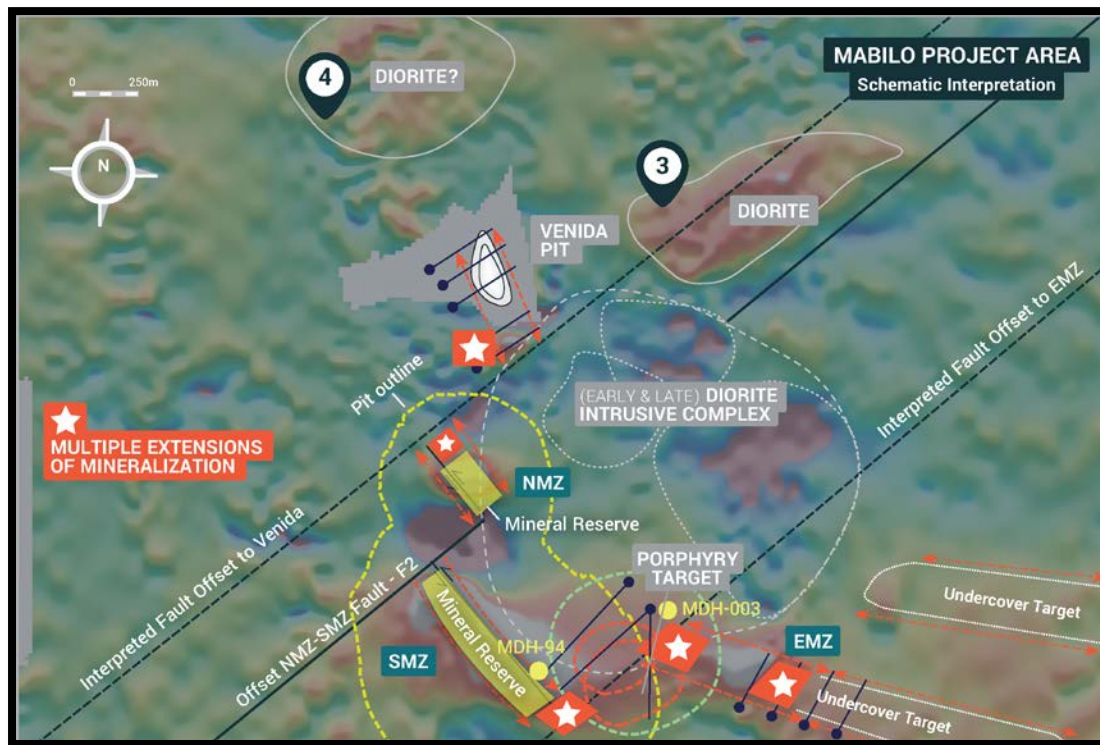 MABILO PROJECT AREA
Schematic Interpretation
0 250m
N
4
DIORITE?
3
DIORITE
VENIDA
PIT
Pit outline
(EARLY & LATE) DIORITE
INTRUSIVE COMPLEX
Interpreted Fault Offset to EMZ
MULTIPLE EXTENSIONS
OF MINERALIZATION
NMZ
Mineral Reserve
Interpreted Fault Offset to Venida
Offset NMZ-SMZ Fault - F2
PORPHYRY
TARGET
MDH-003
Undercover Target
Mineral Reserve
MDH-94
SMZ
EMZ
Undercover Target